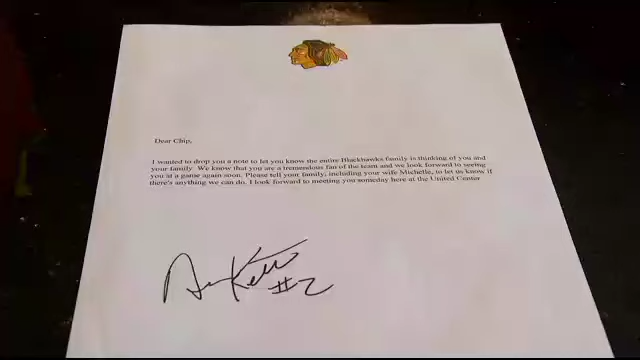 Dear Chip,
I wanted to drop you a note to let you know the entire Blackhawks family is thinking of you and
your family. We know that you are a tremendous fan of the team and we look forward to seeing
you at a game again soon. Please tell your family, including your wife Michelle, to let us know if
there's anything we can do. I look forward to meeting you someday here at the United Center
#2